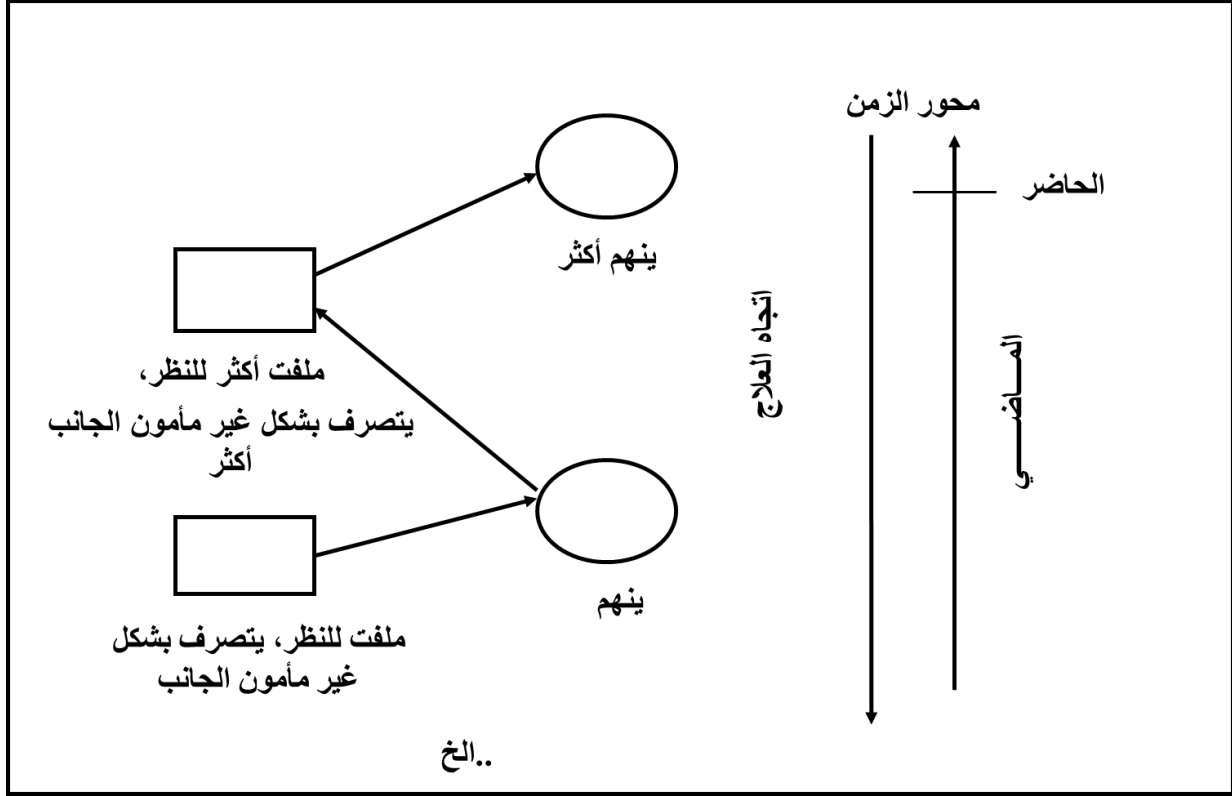 محور الزمن
الحاضر
ينهم أكثر
اتجاه العلاج
المــاضــــي
ملفت أكثر للنظر،
يتصرف بشكل غير مأمون الجانب
أكثر
ينهم
ملفت للنظر، يتصرف بشكل
غير مأمون الجانب
..الخ